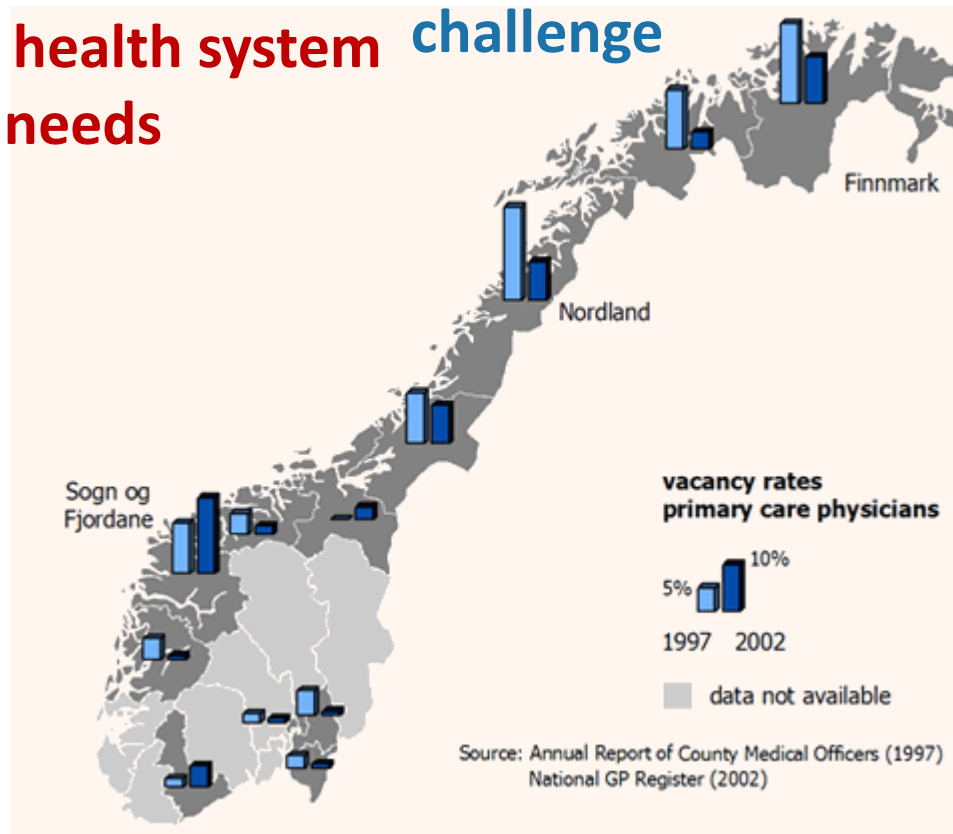 health system
needs
challenge
Finnmark
Nordland
Sogn og
Fjordane
vacancy rates
primary care physicians
10%
5%
1997 2002
data not available
Source: Annual Report of County Medical Officers (1997)
National GP Register (2002)